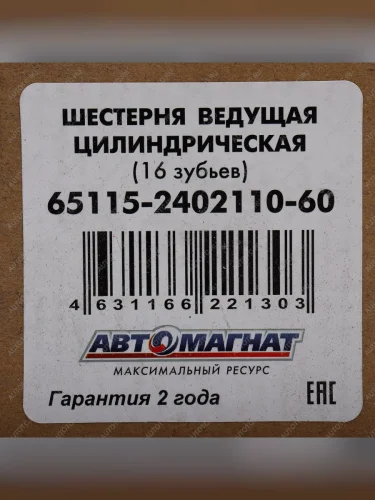 ШЕСТЕРНЯ ВЕДУЩАЯ
ЦИЛИНДРИЧЕСКАЯ
(16 зубьев)
65115-2402110-60
4 631166 221303
АВТОМАГНАТ
МАКСИМАЛЬНЫЙ РЕСУРС
Гарантия 2 года
ЕАС